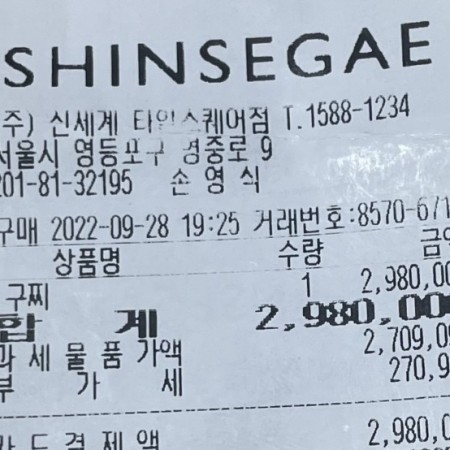 SHINSEGAE
주) 신세계 타임스퀘어점 T.1588-1234
서울시 영등포구 영중로 9
201-81-32195 손 영 식
구매 2022-09-28 19:25 거래번호:8570-671
상품명 수량 금액
구찌 1 2,980,00
합 계 2,980,00
과 세 물 품 가액 2,709,09
부 가 세 270,9
카 드 결 제 액 2,980,0